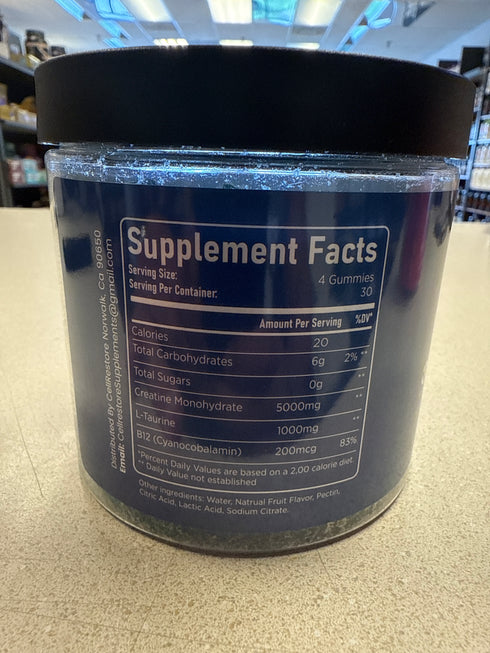 Supplement Facts
Serving Size: 4 Gummies
Serving Per Container: 30
Amount Per Serving %DV*
Calories 20
Total Carbohydrates 6g 2% **
Total Sugars 0g **
Creatine Monohydrate 5000mg **
L-Taurine 1000mg **
B12 (Cyanocobalamin) 200mcg 83%
*Percent Daily Values are based on a 2,00 calorie diet.
** Daily Value not established
Other ingredients: Water, Natrual Fruit Flavor, Pectin,
Citric Acid, Lactic Acid, Sodium Citrate.
Distributed By CellRestore Norwalk, Ca 90650
Email: CellrestoreSupplements@gmail.com